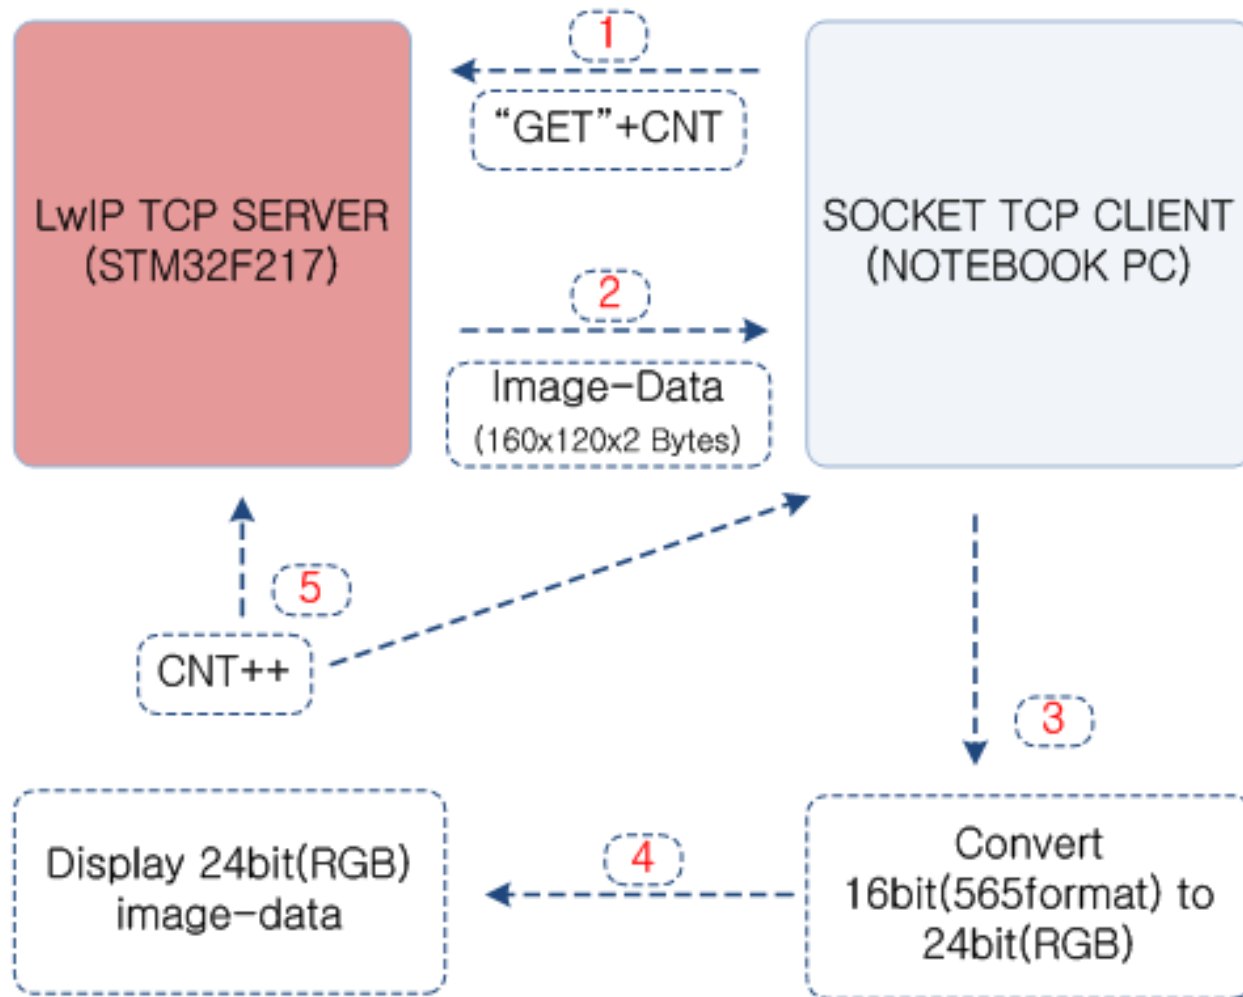 1
“GET”+CNT
LwIP TCP SERVER
(STM32F217)
SOCKET TCP CLIENT
(NOTEBOOK PC)
2
Image-Data
(160x120x2 Bytes)
5
CNT++
3
Display 24bit(RGB)
image-data
4
Convert
16bit(565format) to
24bit(RGB)